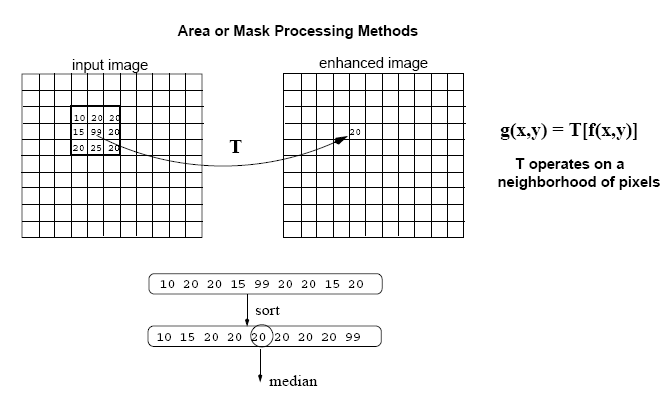 Area or Mask Processing Methods
input image
enhanced image
10 20 20
15 99 20
20 25 20
20
T
g(x,y) = T[f(x,y)]
T operates on a
neighborhood of pixels
10 20 20 15 99 20 20 15 20
sort
10 15 20 20 20 20 20 20 99
median